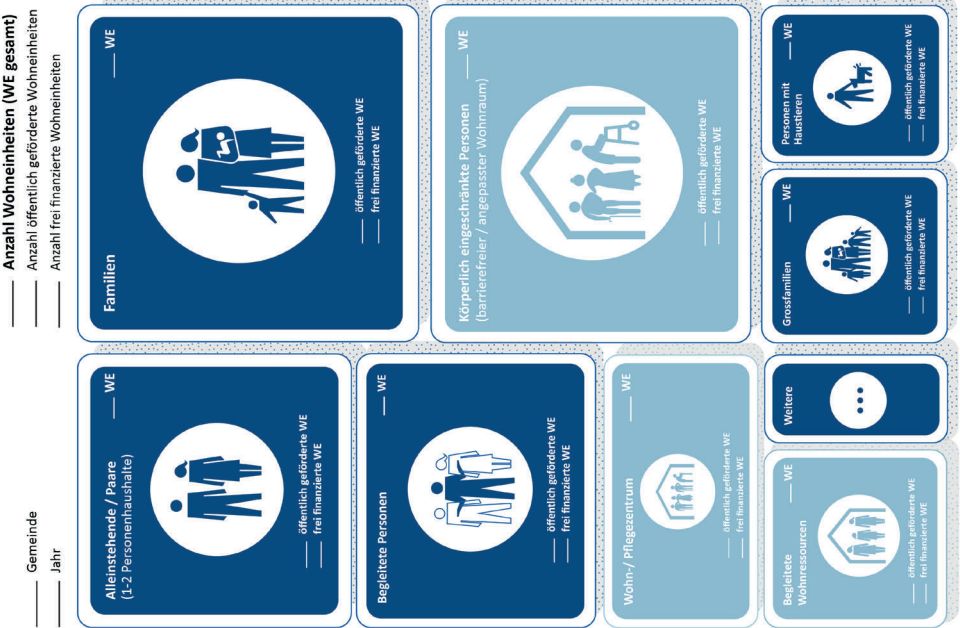 Gemeinde
Jahr
Anzahl Wohneinheiten (WE gesamt)
Anzahl öffentlich geförderte Wohneinheiten
Anzahl frei finanzierte Wohneinheiten
Alleinstehende / Paare
(1-2 Personenhaushalte)
WE
öffentlich geförderte WE
frei finanzierte WE
Familien
WE
öffentlich geförderte WE
frei finanzierte WE
Begleitete Personen
WE
öffentlich geförderte WE
frei finanzierte WE
Körperlich eingeschränkte Personen
(barrierefreier / angepasster Wohnraum)
WE
öffentlich geförderte WE
frei finanzierte WE
Wohn-/ Pflegezentrum
WE
öffentlich geförderte WE
frei finanzierte WE
Begleitete
Wohnressourcen
WE
öffentlich geförderte WE
frei finanzierte WE
Weitere
Grossfamilien
WE
öffentlich geförderte WE
frei finanzierte WE
Personen mit
Haustieren
WE
öffentlich geförderte WE
frei finanzierte WE